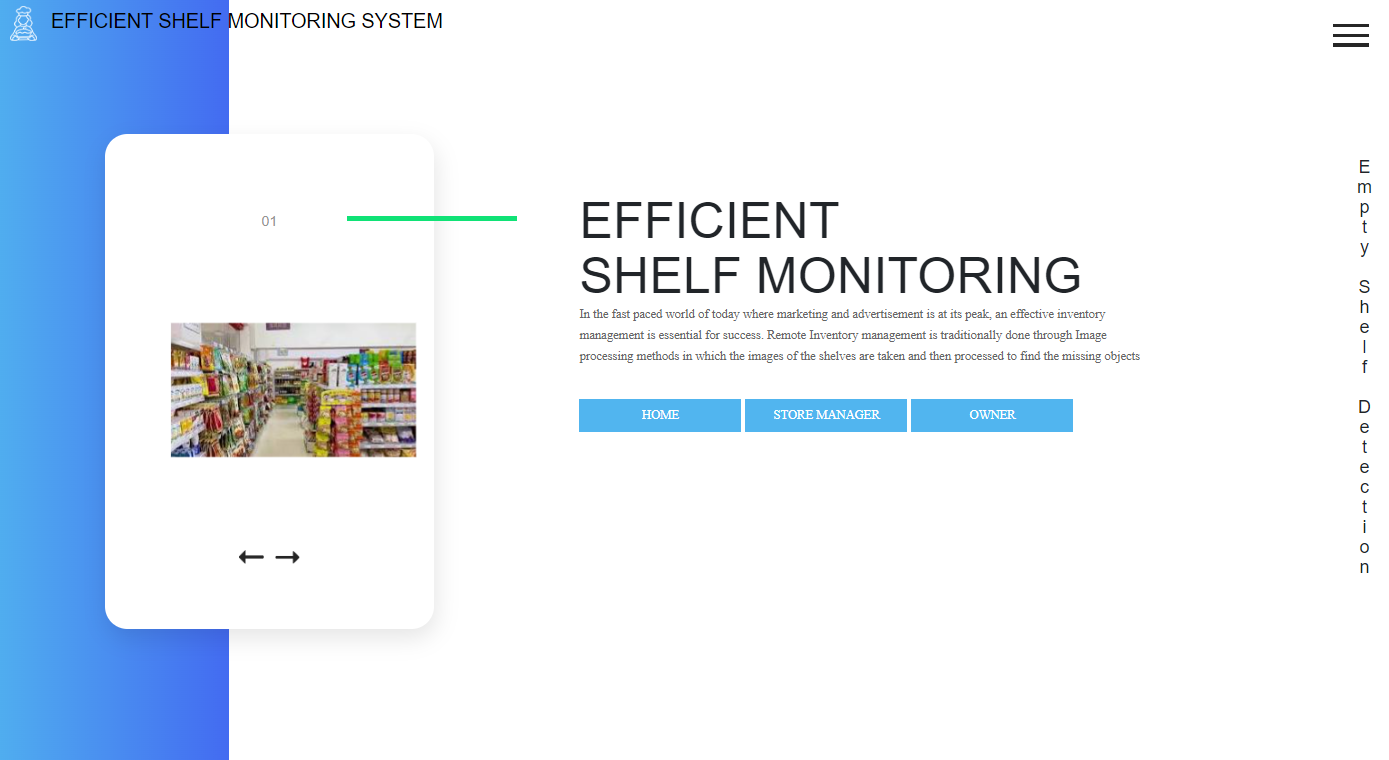 EFFICIENT SHELF MONITORING SYSTEM
01
EFFICIENT
SHELF MONITORING
In the fast paced world of today where marketing and advertisement is at its peak, an effective inventory
management is essential for success. Remote Inventory management is traditionally done through Image
processing methods in which the images of the shelves are taken and then processed to find the missing objects
HOME
STORE MANAGER
OWNER
Empty Shelf Detection